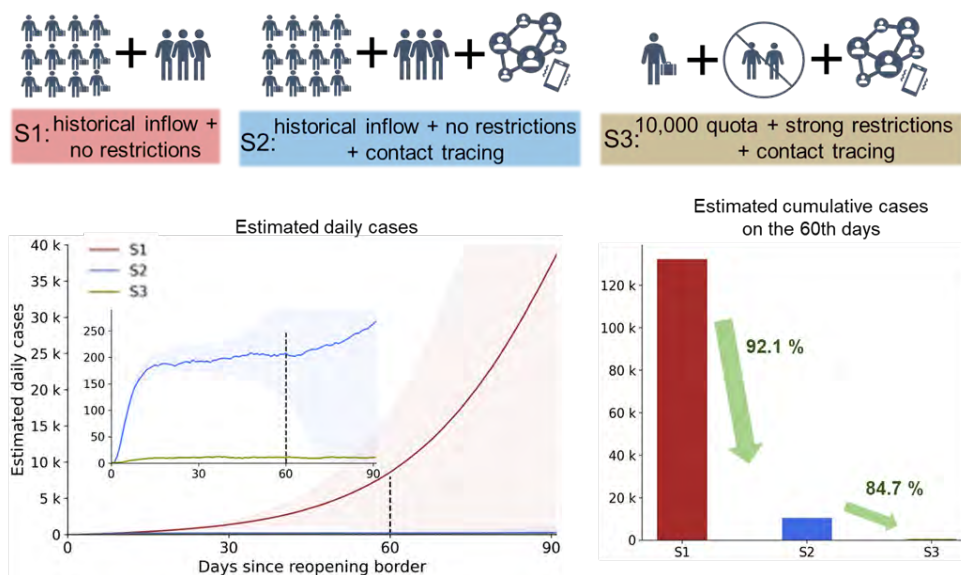 S1: historical inflow +
no restrictions
S2: historical inflow + no restrictions
+ contact tracing
S3: 10,000 quota + strong restrictions
+ contact tracing
Estimated daily cases
Estimated daily cases
40 k
35 k
30 k
25 k
20 k
15 k
10 k
5 k
0
S1
S2
S3
250
200
150
100
50
0
0
30
60
90
0
30
60
90
Days since reopening border
Estimated cumulative cases
on the 60th days
120 k
100 k
80 k
60 k
40 k
20 k
0
92.1 %
84.7 %
S1
S2
S3